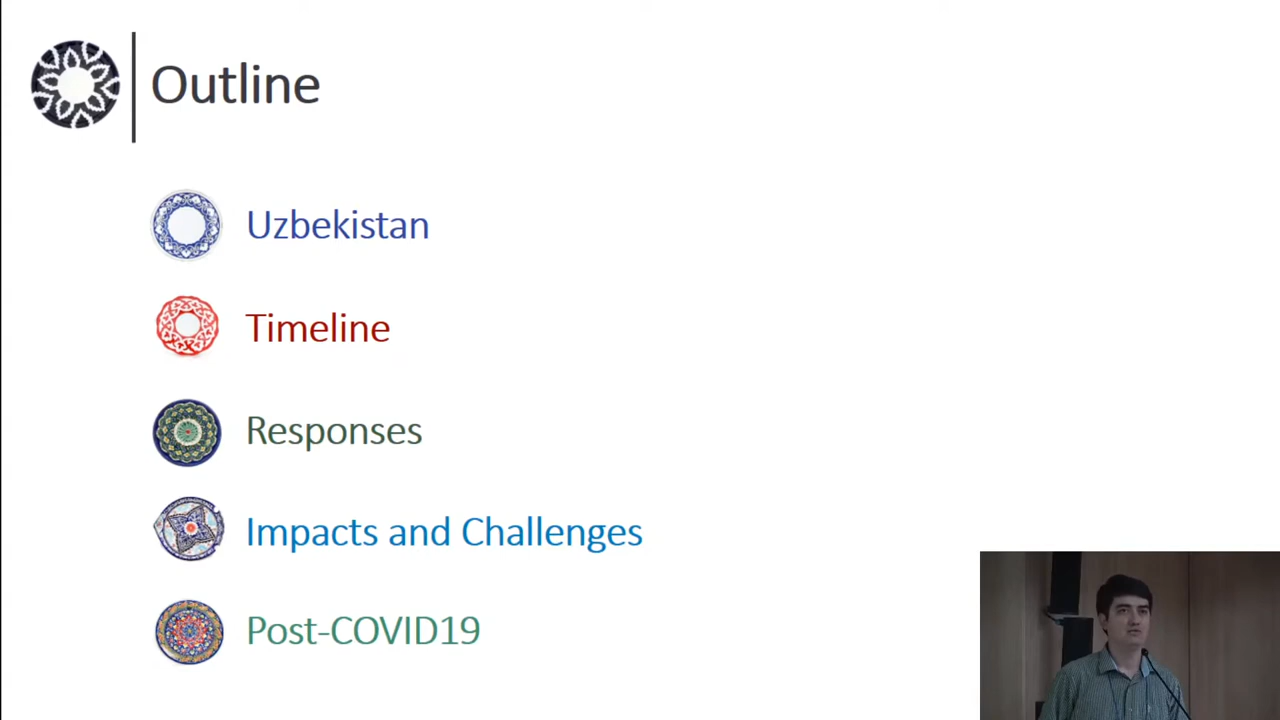 Outline
Uzbekistan
Timeline
Responses
Impacts and Challenges
Post-COVID19